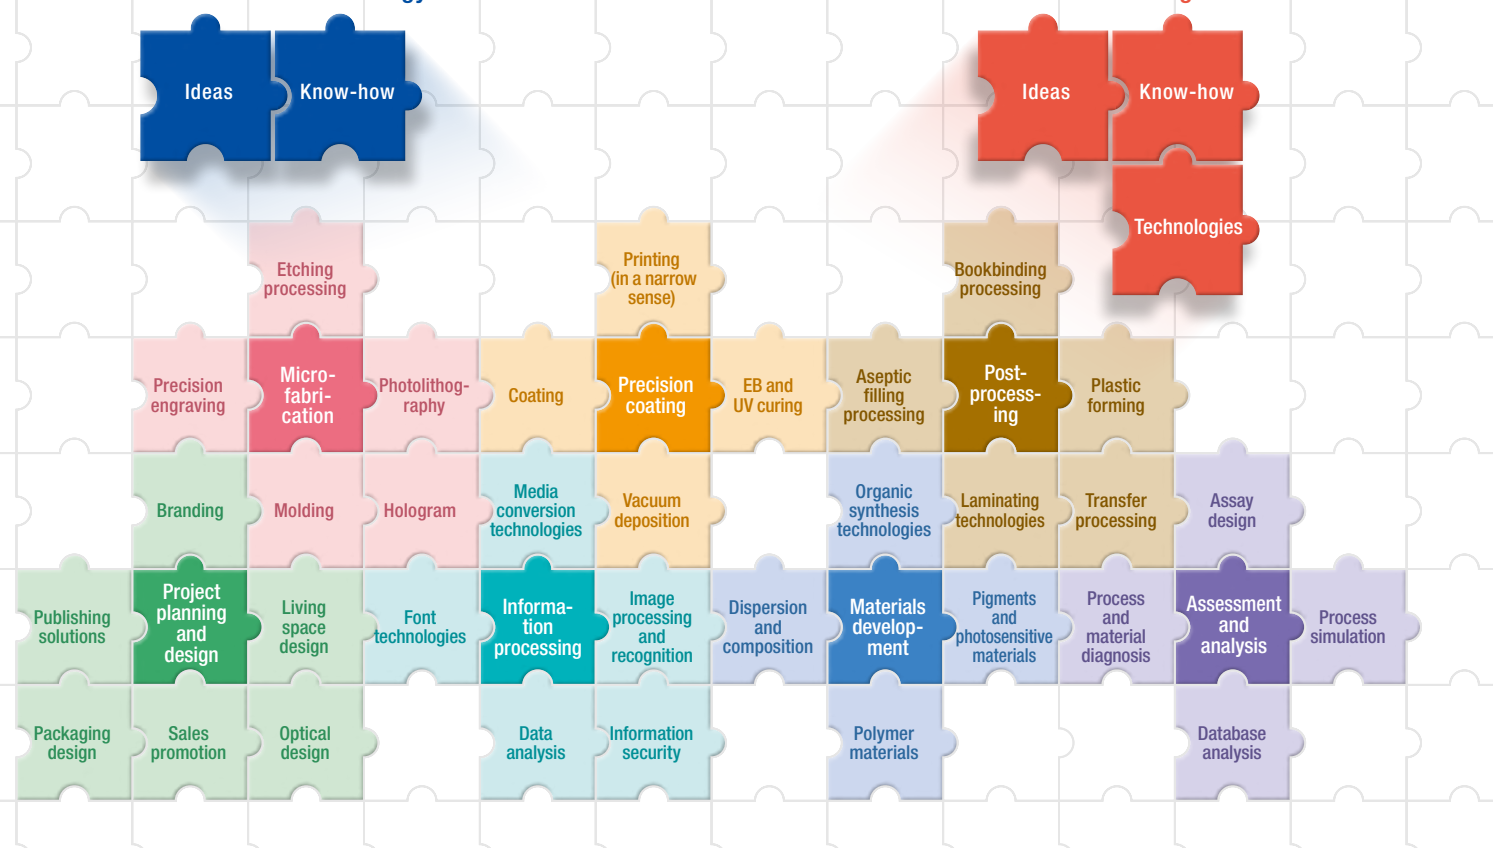 Ideas
Know-how
Ideas
Know-how
Technologies
Etching
processing
Printing
(in a narrow
sense)
Bookbinding
processing
Precision
engraving
Micro-
fabri-
cation
Photolithog-
raphy
Coating
Precision
coating
EB and
UV curing
Aseptic
filling
processing
Post-
process-
ing
Plastic
forming
Branding
Molding
Hologram
Media
conversion
technologies
Vacuum
deposition
Organic
synthesis
technologies
Laminating
technologies
Transfer
processing
Assay
design
Publishing
solutions
Project
planning
and
design
Living
space
design
Font
technologies
Informa-
tion
processing
Image
processing
and
recognition
Dispersion
and
composition
Materials
develop-
ment
Pigments
and
photosensitive
materials
Process
and
material
diagnosis
Assessment
and
analysis
Process
simulation
Packaging
design
Sales
promotion
Optical
design
Data
analysis
Information
security
Polymer
materials
Database
analysis